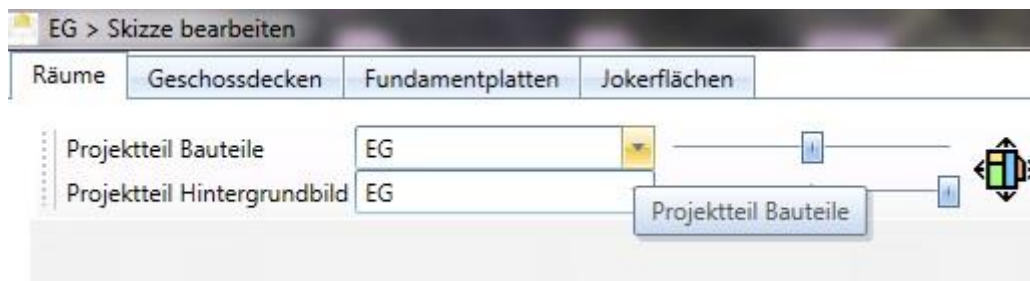 EG > Skizze bearbeiten
Räume Geschossdecken Fundamentplatten Jokerflächen
Projektteil Bauteile EG
Projektteil Hintergrundbild EG
Projektteil Bauteile